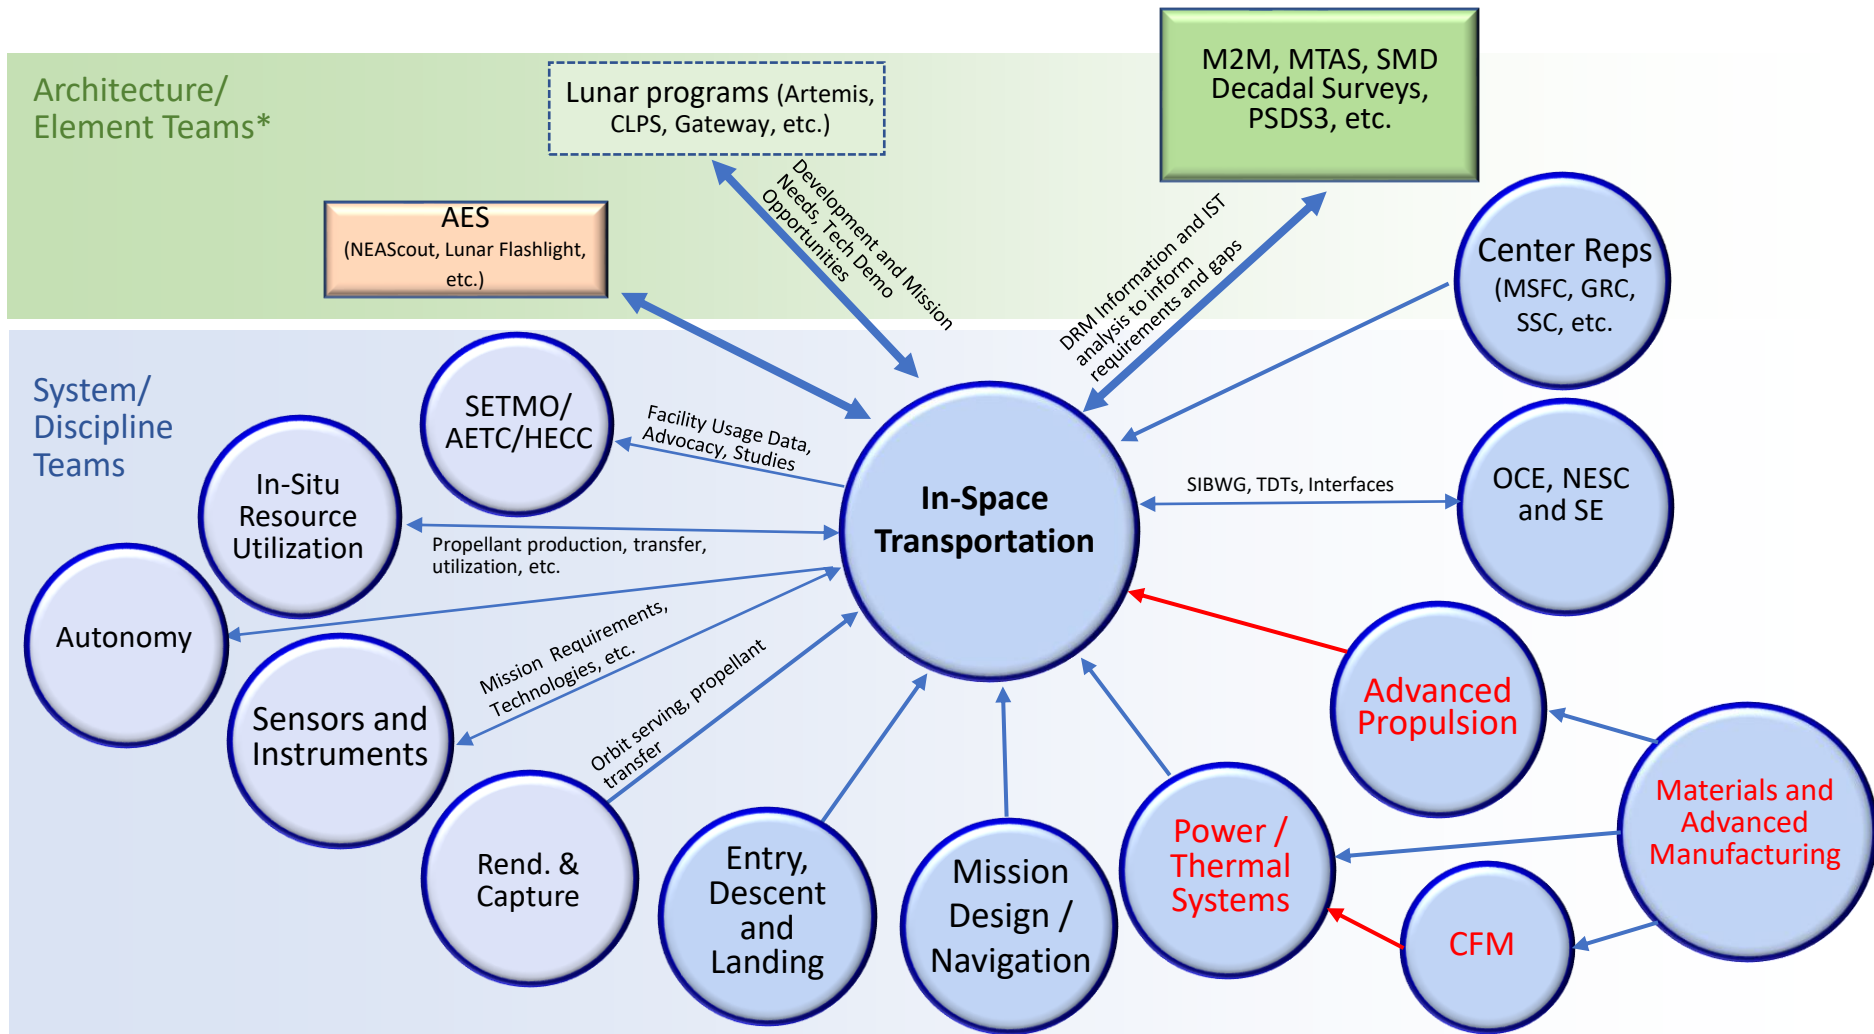 Architecture/
Element Teams*
Lunar programs (Artemis,
CLPS, Gateway, etc.)
M2M, MTAS, SMD
Decadal Surveys,
PSDS3, etc.
AES
(NEAScout, Lunar Flashlight,
etc.)
Development and Mission
Needs, Tech Demo
Opportunities
DRM Information and IST
analysis to inform
requirements and gaps
Center Reps
(MSFC, GRC,
SSC, etc.
System/
Discipline
Teams
SETMO/
AETC/HECC
Facility Usage Data,
Advocacy, Studies
In-Space
Transportation
SIBWG, TDTs, Interfaces
OCE, NESC
and SE
In-Situ
Resource
Utilization
Propellant production, transfer,
utilization, etc.
Autonomy
Mission Requirements,
Technologies, etc.
Sensors and
Instruments
Orbit serving, propellant
transfer
Rend. &
Capture
Entry,
Descent
and
Landing
Mission
Design /
Navigation
Power /
Thermal
Systems
Advanced
Propulsion
CFM
Materials and
Advanced
Manufacturing